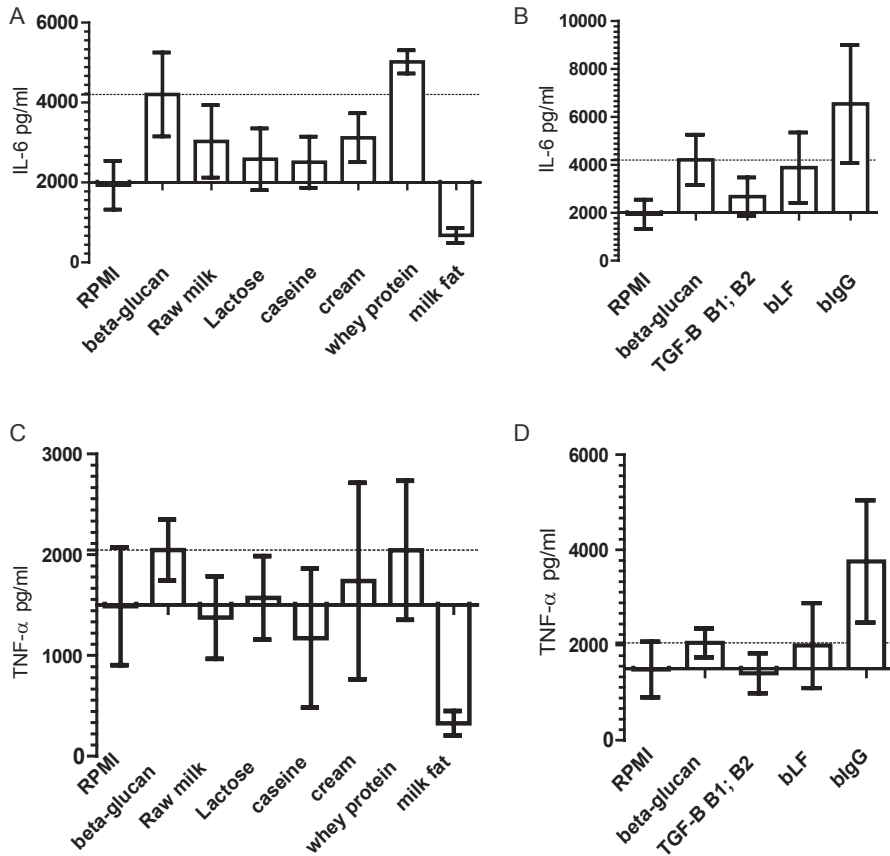 A
IL-6 pg/ml
6000
4000
2000
0
RPMI
beta-glucan
Raw milk
Lactose
caseine
cream
whey protein
milk fat
B
IL-6 pg/ml
10000
8000
6000
4000
2000
0
RPMI
beta-glucan
TGF-B B1; B2
bLF
bIgG
C
TNF-α pg/ml
3000
2000
1000
0
RPMI
beta-glucan
Raw milk
Lactose
caseine
cream
whey protein
milk fat
D
TNF-α pg/ml
6000
4000
2000
0
RPMI
beta-glucan
TGF-B B1; B2
bLF
bIgG